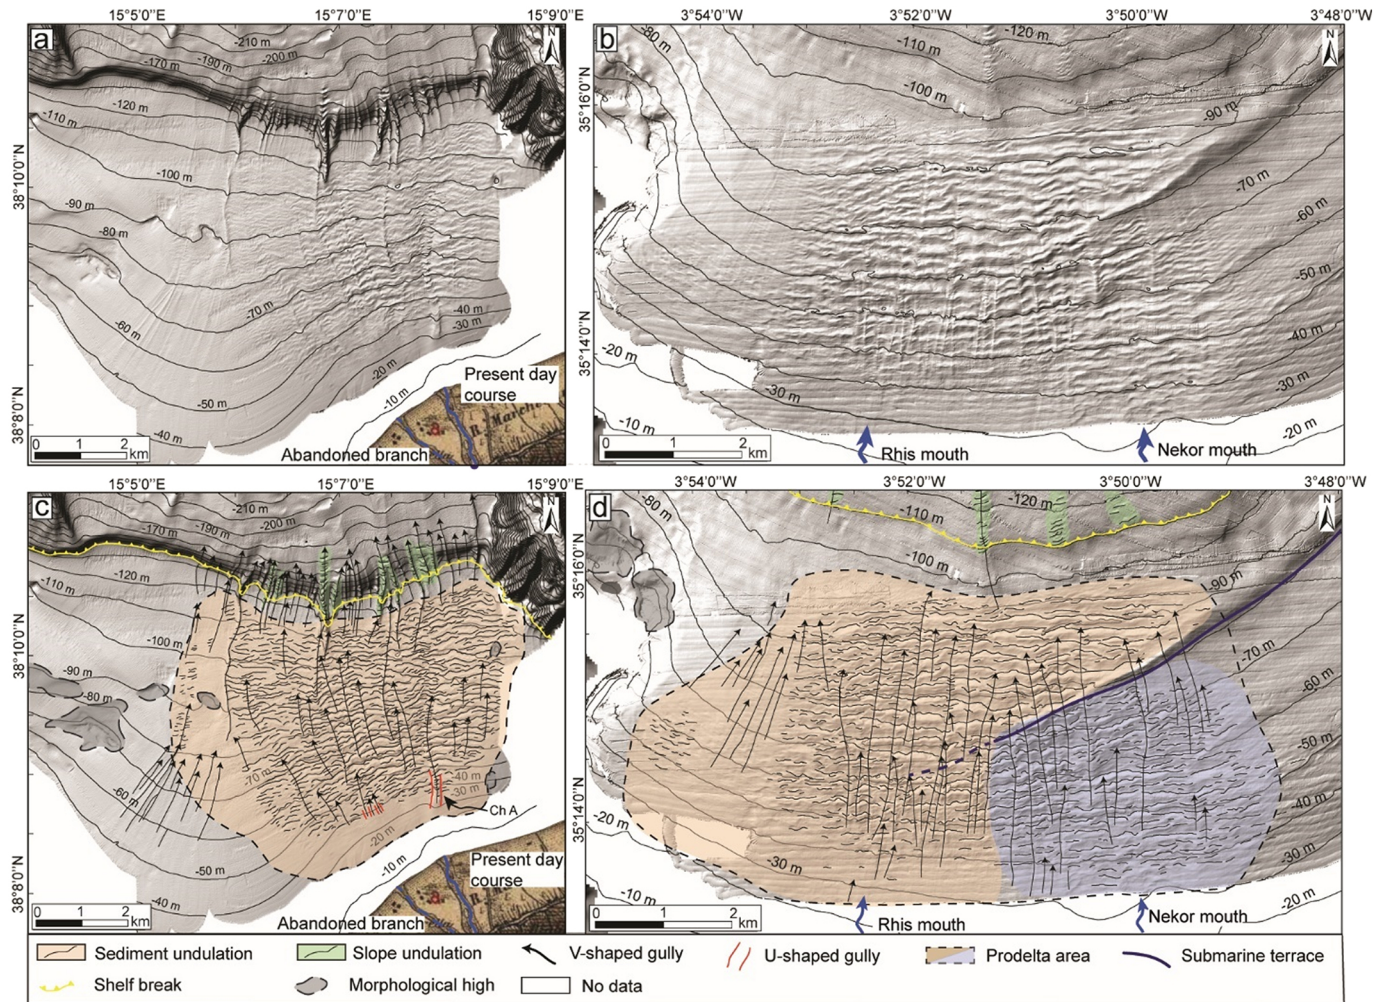 15°5'0"E 15°7'0"E 15°9'0"E 3°54'0"W 3°52'0"W 3°50'0"W 3°48'0"W
a
N
-210 m
-200 m
-190 m
-170 m
-120 m
-110 m
-100 m
-90 m
-80 m
-70 m
-60 m
-50 m
-40 m
-40 m
-30 m
-20 m
-10 m
38°10'0"N
38°8'0"N
Present day
course
Abandoned branch
0 1 2
km
b
N
-80 m
-120 m
-110 m
-100 m
-90 m
-70 m
-60 m
-50 m
-40 m
-30 m
-20 m
-30 m
-20 m
-10 m
35°16'0"N
35°14'0"N
Rhis mouth
Nekor mouth
0 1 2
km
15°5'0"E 15°7'0"E 15°9'0"E 3°54'0"W 3°52'0"W 3°50'0"W 3°48'0"W
c
N
-210 m
-200 m
-190 m
-170 m
-120 m
-110 m
-100 m
-90 m
-80 m
-70 m
-60 m
-50 m
-40 m
-40 m
-30 m
-20 m
-10 m
38°10'0"N
38°8'0"N
Ch A
Present day
course
Abandoned branch
0 1 2
km
d
N
-80 m
-120 m
-110 m
-100 m
-90 m
-70 m
-60 m
-50 m
-40 m
-30 m
-20 m
-30 m
-20 m
-10 m
35°16'0"N
35°14'0"N
Rhis mouth
Nekor mouth
0 1 2
km
Sediment undulation Slope undulation V-shaped gully U-shaped gully Prodelta area Submarine terrace
Shelf break Morphological high No data